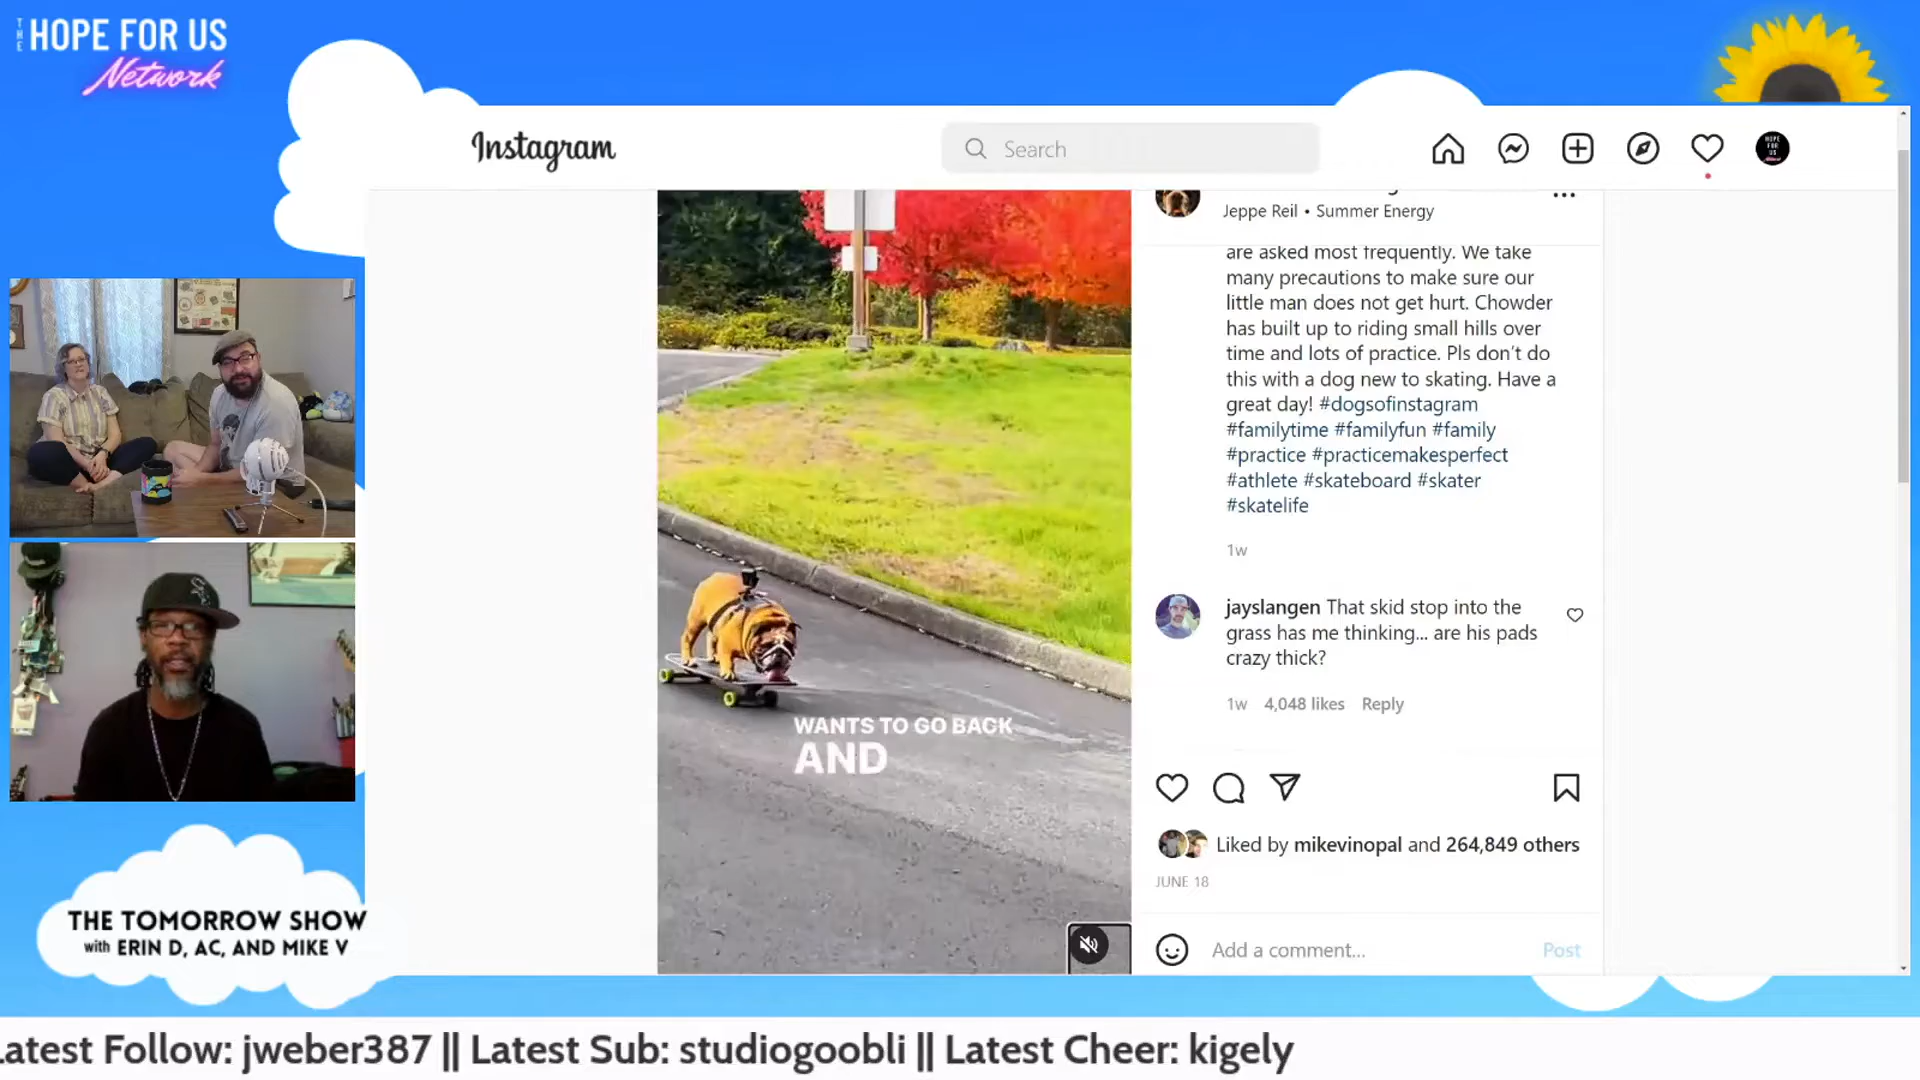 THE HOPE FOR US
Network
Instagram
Search
HOPE
FOR
US
Jeppe Reil • Summer Energy
are asked most frequently. We take
many precautions to make sure our
little man does not get hurt. Chowder
has built up to riding small hills over
time and lots of practice. Pls don't do
this with a dog new to skating. Have a
great day! #dogsofinstagram
#familytime #familyfun #family
#practice #practicemakesperfect
#athlete #skateboard #skater
#skatelife
1w
jayslangen That skid stop into the
grass has me thinking... are his pads
crazy thick?
1w 4,048 likes Reply
WANTS TO GO BACK
AND
Liked by mikevinopal and 264,849 others
JUNE 18
Add a comment...
Post
THE TOMORROW SHOW
with ERIN D, AC, AND MIKE V
Latest Follow: jweber387 || Latest Sub: studiogoobli || Latest Cheer: kigely